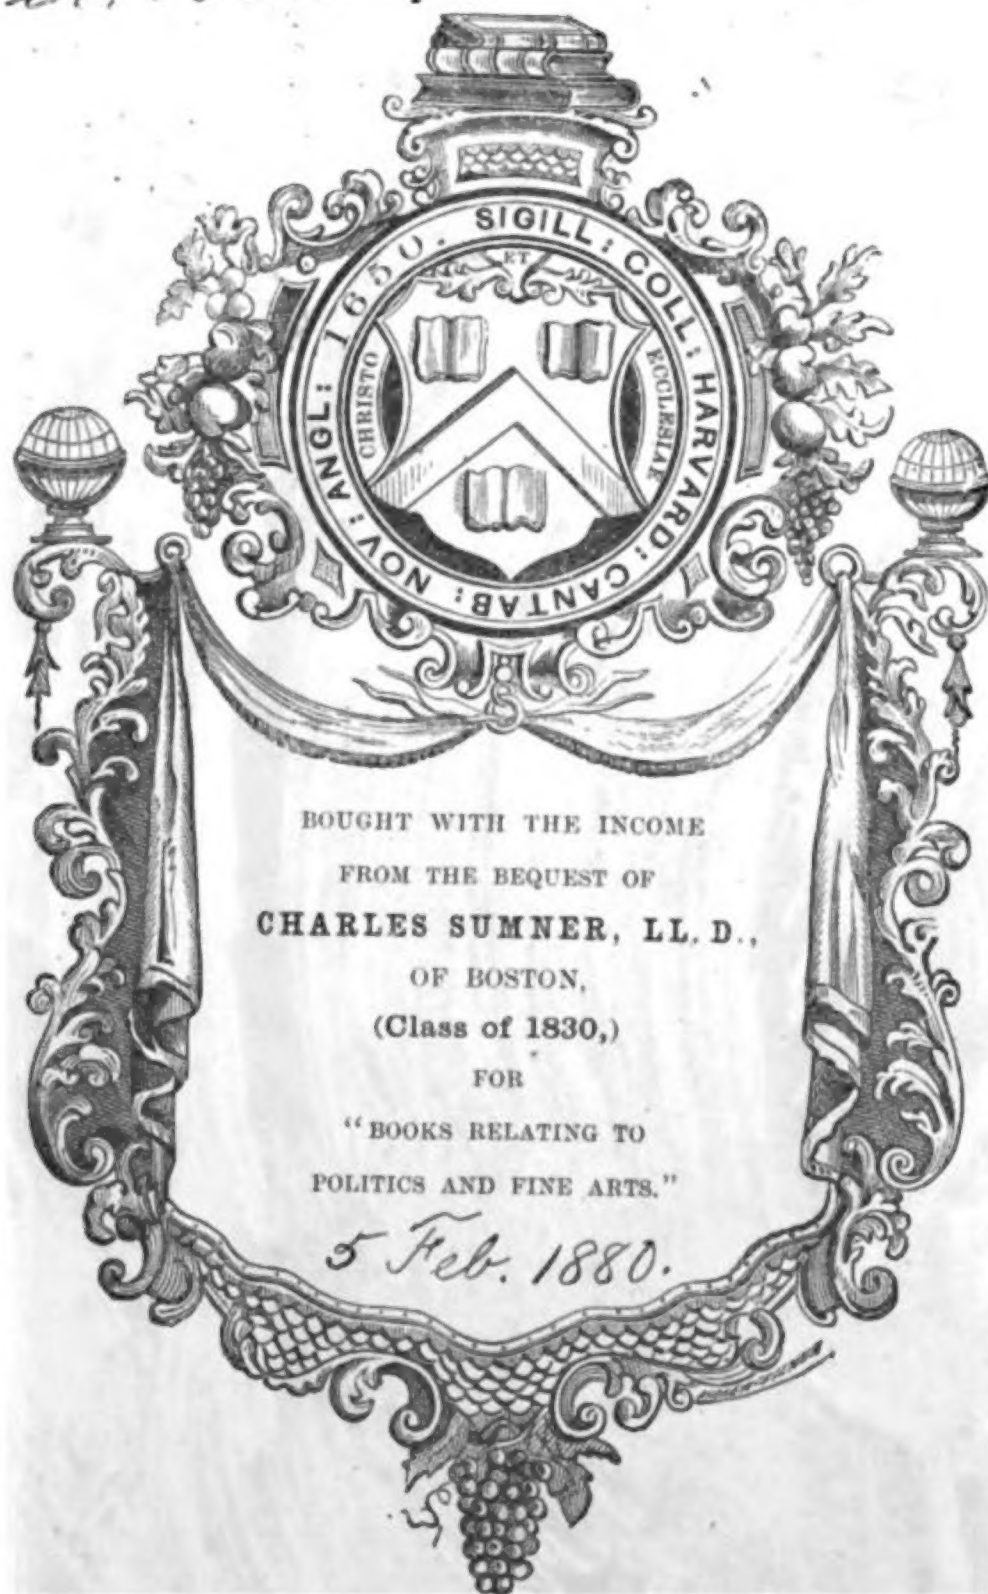 SIGILL: COLL: HARVARD: CANTAB: NOV: ANGL: 1650.
ET
CHRISTO
ECCLESIAE
BOUGHT WITH THE INCOME
FROM THE BEQUEST OF
CHARLES SUMNER, LL. D.,
OF BOSTON,
(Class of 1830,)
FOR
"BOOKS RELATING TO
POLITICS AND FINE ARTS."
5 Feb. 1880.